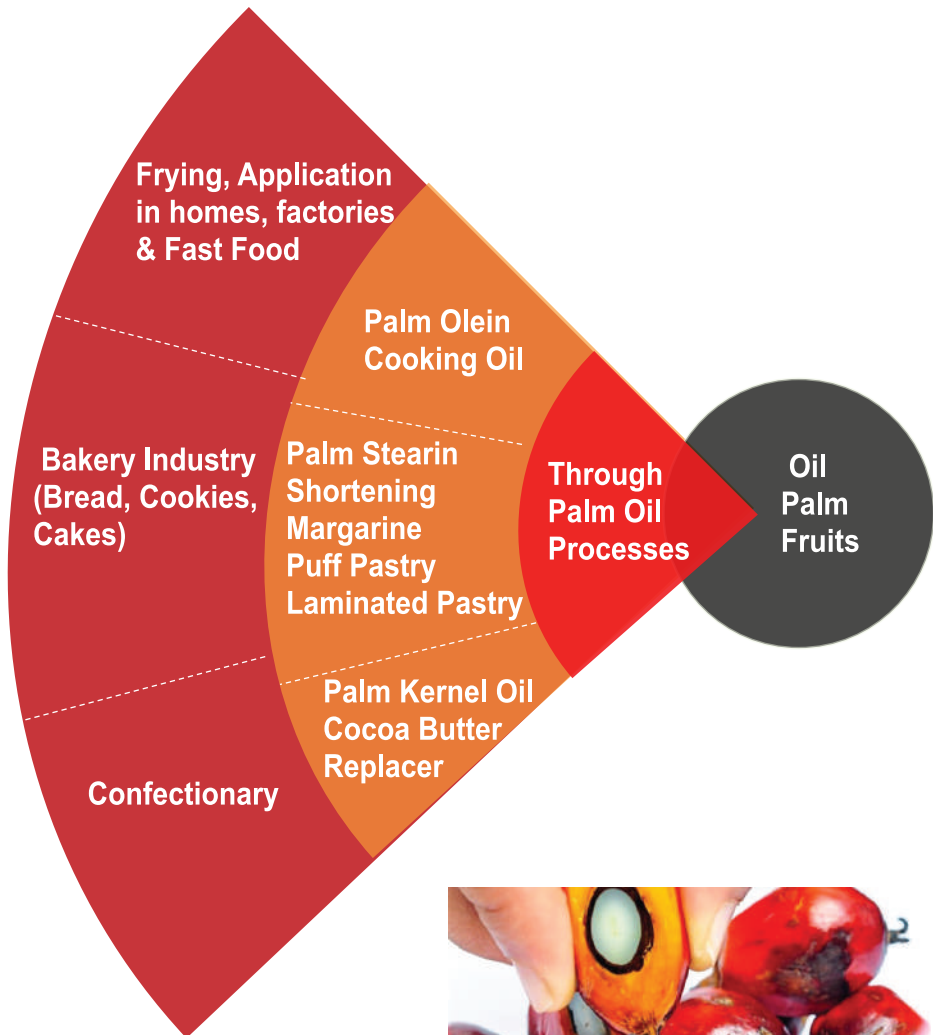 Frying, Application
in homes, factories
& Fast Food
Palm Olein
Cooking Oil
Bakery Industry
(Bread, Cookies,
Cakes)
Palm Stearin
Shortening
Margarine
Puff Pastry
Laminated Pastry
Through
Palm Oil
Processes
Oil
Palm
Fruits
Palm Kernel Oil
Cocoa Butter
Replacer
Confectionary